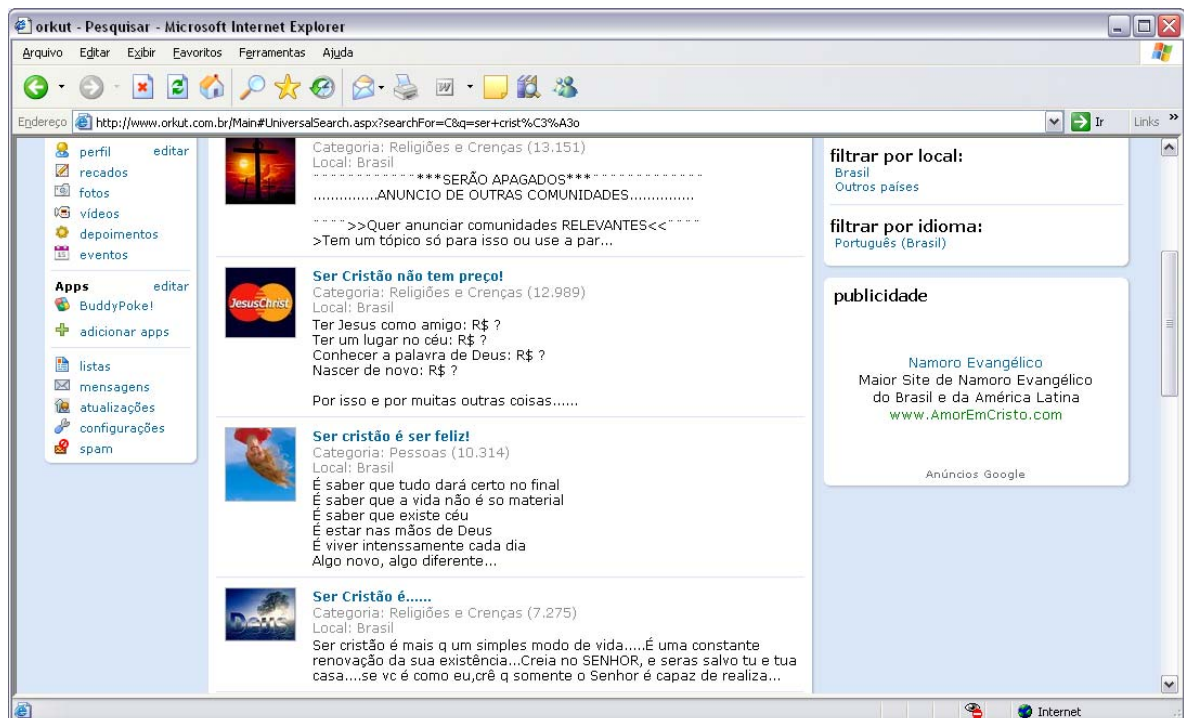 orkut - Pesquisar - Microsoft Internet Explorer
Arquivo Editar Exibir Favoritos Ferramentas Ajuda
Endereço http://www.orkut.com.br/Main#UniversalSearch.aspx?searchFor=C&q=ser+crist%C3%A3o Ir Links »
perfil editar
recados
fotos
vídeos
depoimentos
eventos
Apps editar
BuddyPoke!
adicionar apps
listas
mensagens
atualizações
configurações
spam
Categoria: Religiões e Crenças (13.151)
Local: Brasil
¨¨¨¨¨¨¨¨¨¨¨¨¨***SERÃO APAGADOS***¨¨¨¨¨¨¨¨¨¨¨¨¨
...............ANUNCIO DE OUTRAS COMUNIDADES...............
¨¨¨¨>>Quer anunciar comunidades RELEVANTES<<¨¨¨¨
>Tem um tópico só para isso ou use a par...
JesusChrist
Ser Cristão não tem preço!
Categoria: Religiões e Crenças (12.989)
Local: Brasil
Ter Jesus como amigo: R$ ?
Ter um lugar no céu: R$ ?
Conhecer a palavra de Deus: R$ ?
Nascer de novo: R$ ?
Por isso e por muitas outras coisas......
Ser cristão é ser feliz!
Categoria: Pessoas (10.314)
Local: Brasil
É saber que tudo dará certo no final
É saber que a vida não é so material
É saber que existe céu
É estar nas mãos de Deus
É viver intenssamente cada dia
Algo novo, algo diferente...
Deus
Ser Cristão é......
Categoria: Religiões e Crenças (7.275)
Local: Brasil
Ser cristão é mais q um simples modo de vida.....É uma constante
renovação da sua existência...Creia no SENHOR, e seras salvo tu e tua
casa....se vc é como eu,crê q somente o Senhor é capaz de realiza...
filtrar por local:
Brasil
Outros países
filtrar por idioma:
Português (Brasil)
publicidade
Namoro Evangélico
Maior Site de Namoro Evangélico
do Brasil e da América Latina
www.AmorEmCristo.com
Anúncios Google
Internet